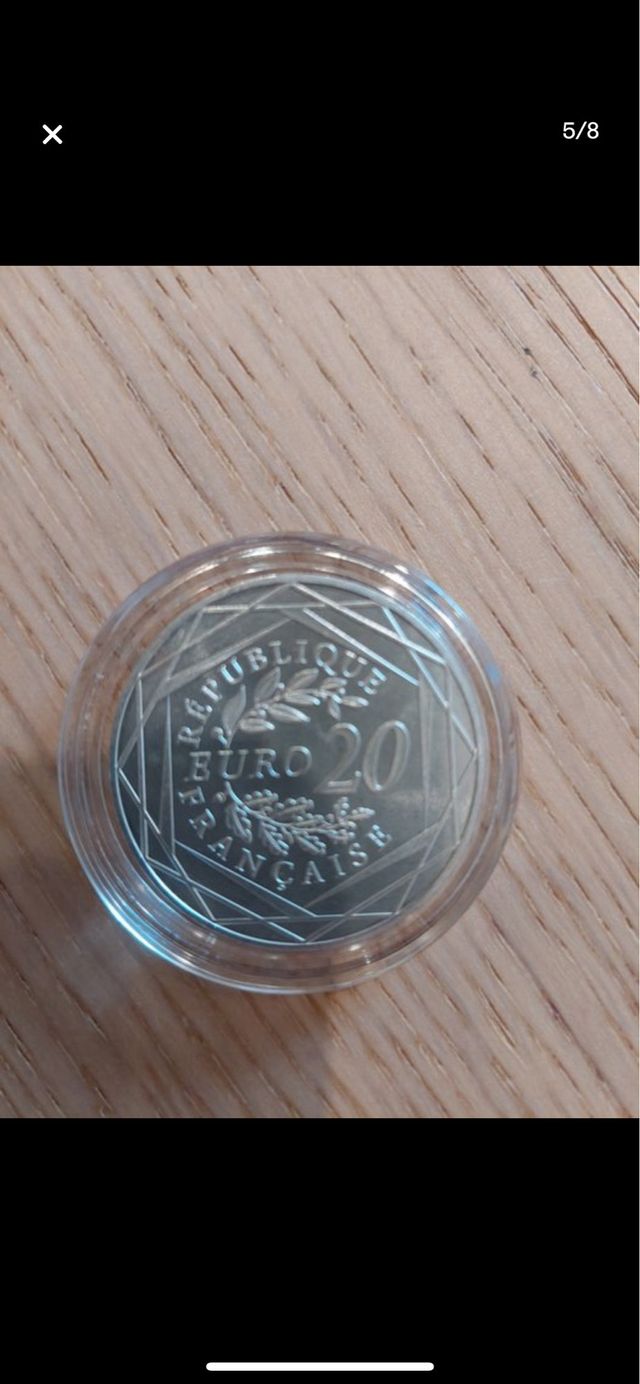 5/8
RÉPUBLIQUE
EURO 20
FRANÇAISE